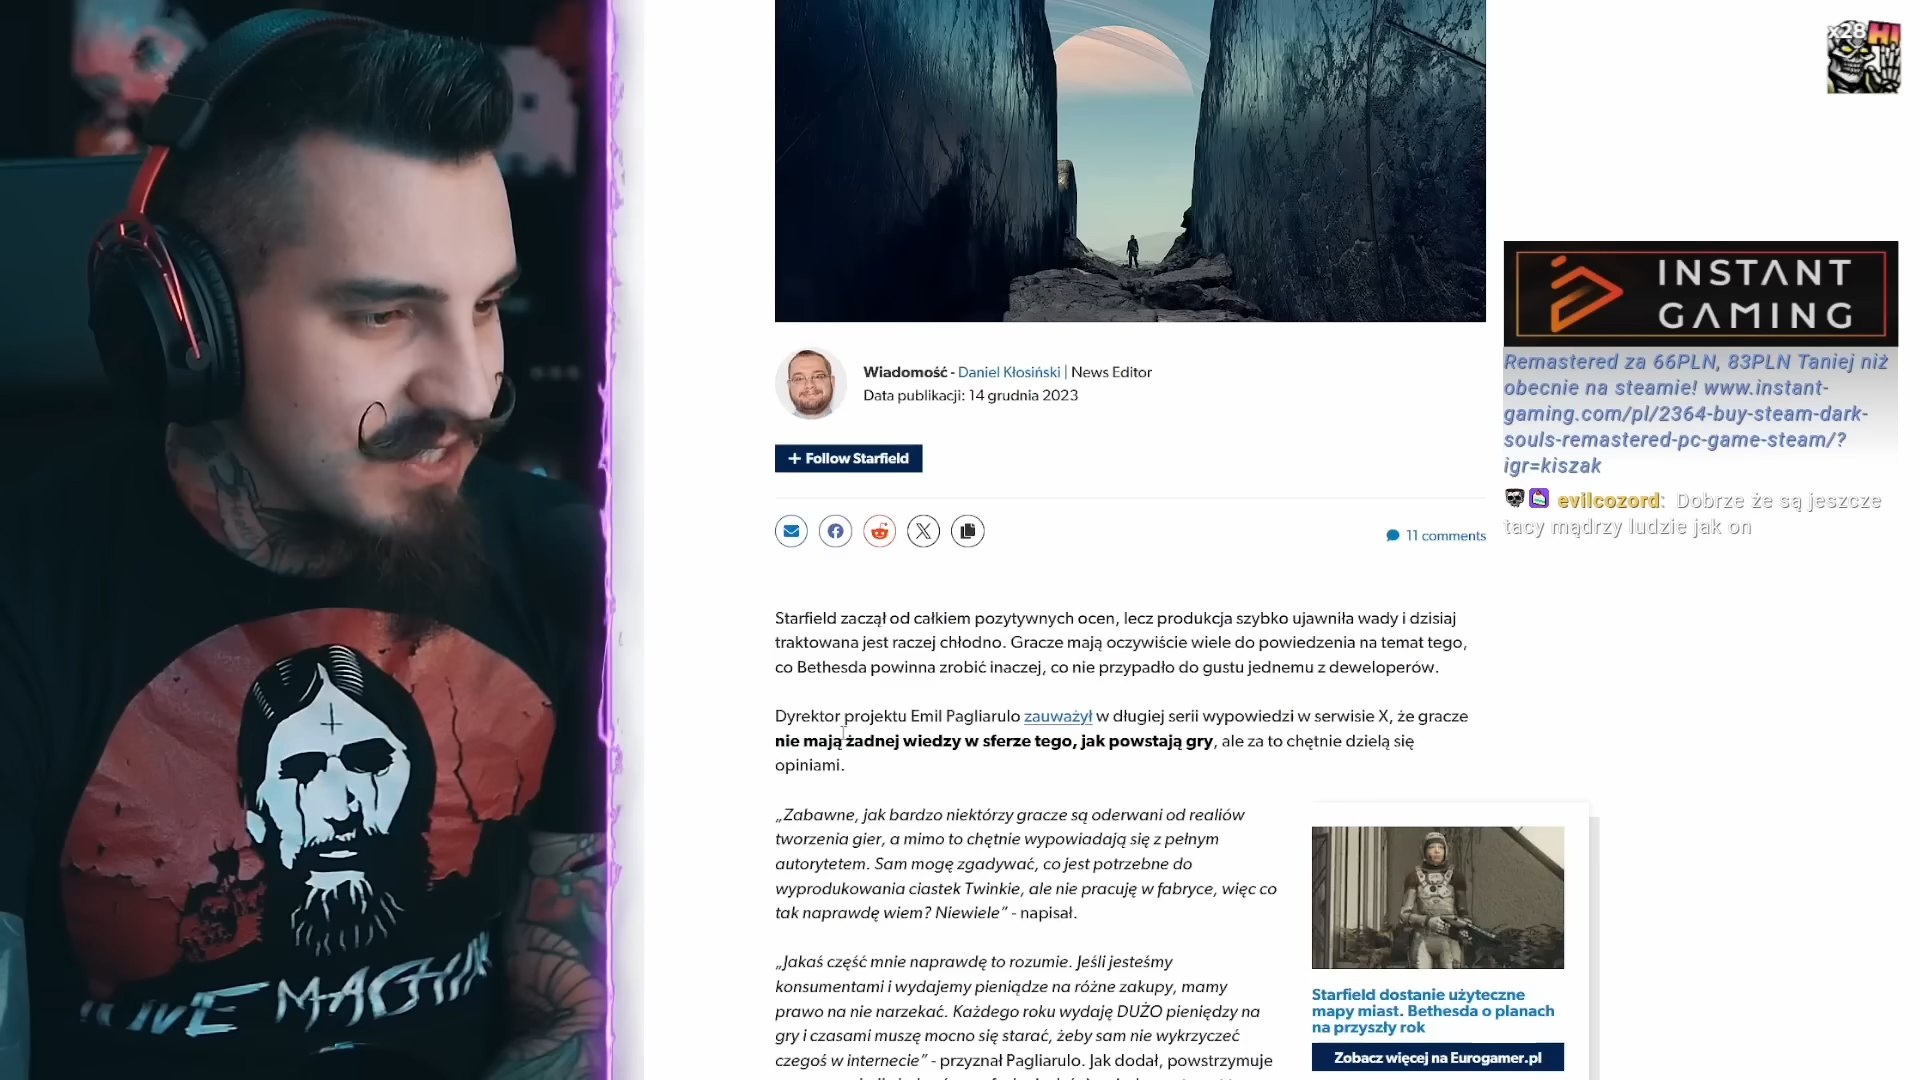 x28 HI
INSTANT
GAMING
Remastered za 66PLN, 83PLN Taniej niż
obecnie na steamie! www.instant-
gaming.com/pl/2364-buy-steam-dark-
souls-remastered-pc-game-steam/?
igr=kiszak
evilcozord: Dobrze że są jeszcze
tacy mądrzy ludzie jak on
Wiadomość - Daniel Kłosiński | News Editor
Data publikacji: 14 grudnia 2023
+ Follow Starfield
11 comments
Starfield zaczął od całkiem pozytywnych ocen, lecz produkcja szybko ujawniła wady i dzisiaj
traktowana jest raczej chłodno. Gracze mają oczywiście wiele do powiedzenia na temat tego,
co Bethesda powinna zrobić inaczej, co nie przypadło do gustu jednemu z deweloperów.
Dyrektor projektu Emil Pagliarulo zauważył w długiej serii wypowiedzi w serwisie X, że gracze
nie mają żadnej wiedzy w sferze tego, jak powstają gry, ale za to chętnie dzielą się
opiniami.
„Zabawne, jak bardzo niektórzy gracze są oderwani od realiów
tworzenia gier, a mimo to chętnie wypowiadają się z pełnym
autorytetem. Sam mogę zgadywać, co jest potrzebne do
wyprodukowania ciastek Twinkie, ale nie pracuję w fabryce, więc co
tak naprawdę wiem? Niewiele” - napisał.
„Jakaś część mnie naprawdę to rozumie. Jeśli jesteśmy
konsumentami i wydajemy pieniądze na różne zakupy, mamy
prawo na nie narzekać. Każdego roku wydaję DUŻO pieniędzy na
gry i czasami muszę mocno się starać, żeby sam nie wykrzyczeć
czegoś w internecie” - przyznał Pagliarulo. Jak dodał, powstrzymuje
Starfield dostanie użyteczne
mapy miast. Bethesda o planach
na przyszły rok
Zobacz więcej na Eurogamer.pl